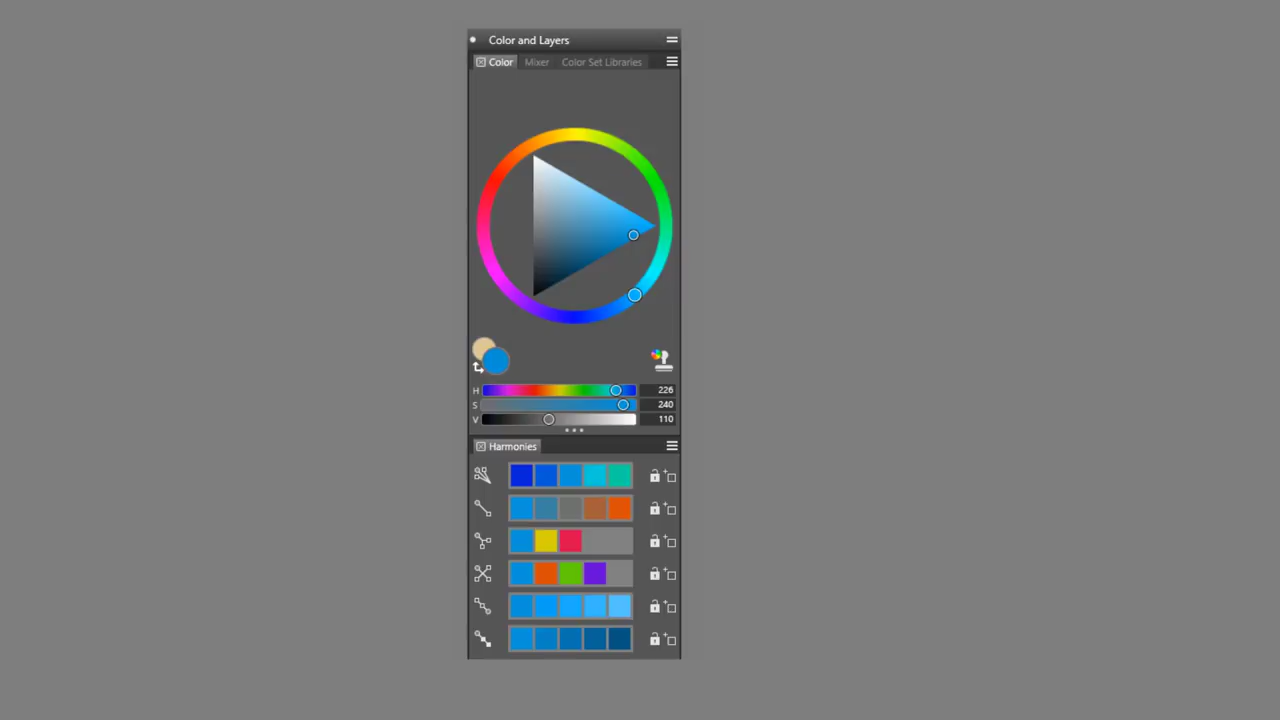 Color and Layers
Color Mixer Color Set Libraries
H 226
S 240
V 110
Harmonies